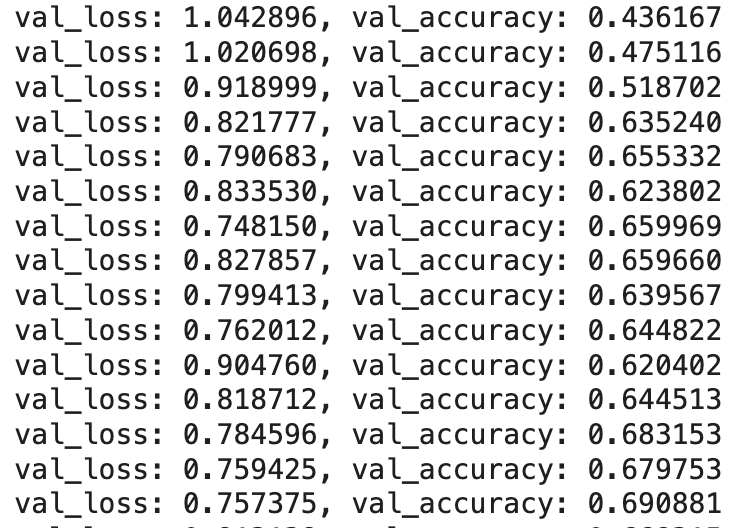 val_loss: 1.042896, val_accuracy: 0.436167
val_loss: 1.020698, val_accuracy: 0.475116
val_loss: 0.918999, val_accuracy: 0.518702
val_loss: 0.821777, val_accuracy: 0.635240
val_loss: 0.790683, val_accuracy: 0.655332
val_loss: 0.833530, val_accuracy: 0.623802
val_loss: 0.748150, val_accuracy: 0.659969
val_loss: 0.827857, val_accuracy: 0.659660
val_loss: 0.799413, val_accuracy: 0.639567
val_loss: 0.762012, val_accuracy: 0.644822
val_loss: 0.904760, val_accuracy: 0.620402
val_loss: 0.818712, val_accuracy: 0.644513
val_loss: 0.784596, val_accuracy: 0.683153
val_loss: 0.759425, val_accuracy: 0.679753
val_loss: 0.757375, val_accuracy: 0.690881